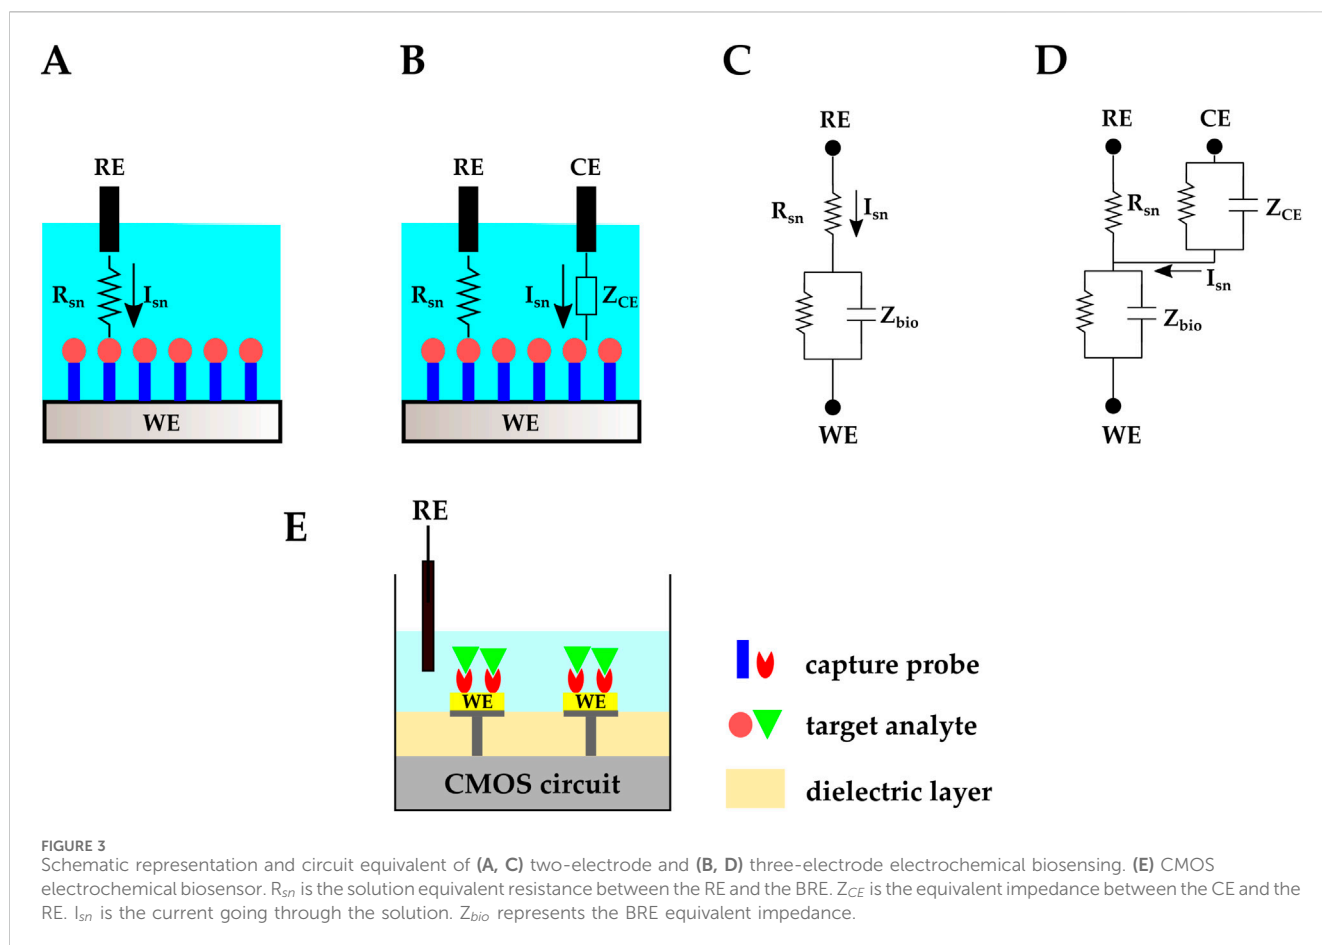 A
B
C
D
RE
RE
CE
RE
RE
CE
Rsn
Isn
Rsn
Isn
ZCE
Rsn
Isn
Rsn
ZCE
Isn
Zbio
Zbio
WE
WE
WE
WE
E
RE
WE
WE
CMOS circuit
capture probe
target analyte
dielectric layer
FIGURE 3
Schematic representation and circuit equivalent of (A, C) two-electrode and (B, D) three-electrode electrochemical biosensing. (E) CMOS
electrochemical biosensor. Rsn is the solution equivalent resistance between the RE and the BRE. ZCE is the equivalent impedance between the CE and the
RE. Isn is the current going through the solution. Zbio represents the BRE equivalent impedance.